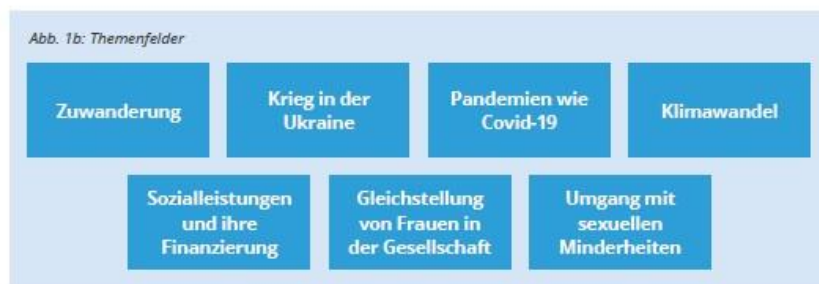 Abb. 1b: Themenfelder
Zuwanderung
Krieg in der
Ukraine
Pandemien wie
Covid-19
Klimawandel
Sozialleistungen
und ihre
Finanzierung
Gleichstellung
von Frauen in
der Gesellschaft
Umgang mit
sexuellen
Minderheiten